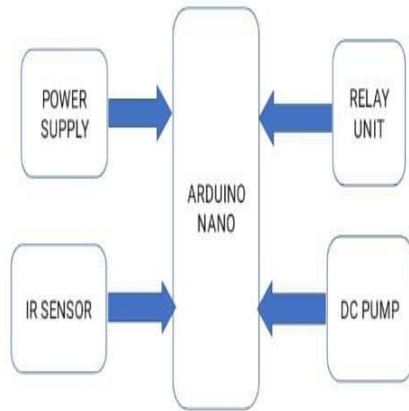 POWER
SUPPLY
RELAY
UNIT
ARDUINO
NANO
IR SENSOR
DC PUMP